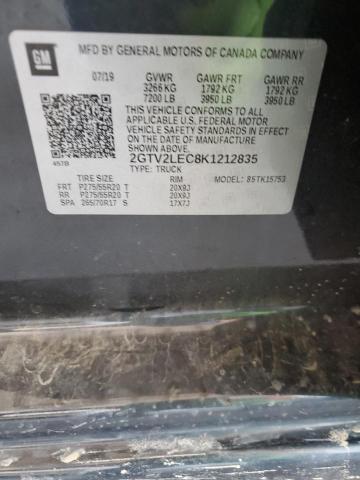 GM
MFD BY GENERAL MOTORS OF CANADA COMPANY
07/19 GVWR GAWR FRT GAWR RR
3266 KG 1792 KG 1792 KG
7200 LB 3950 LB 3950 LB
THIS VEHICLE CONFORMS TO ALL
APPLICABLE U.S. FEDERAL MOTOR
VEHICLE SAFETY STANDARDS IN
EFFECT ON THE DATE OF
MANUFACTURE SHOWN ABOVE.
2GTV2LEC8K1212835
457B TYPE: TRUCK
TIRE SIZE RIM 85TK15753
FRT P275/55R20 T 20X9J
RR P275/55R20 T 20X9J
SPA 265/70R17 S 17X7J